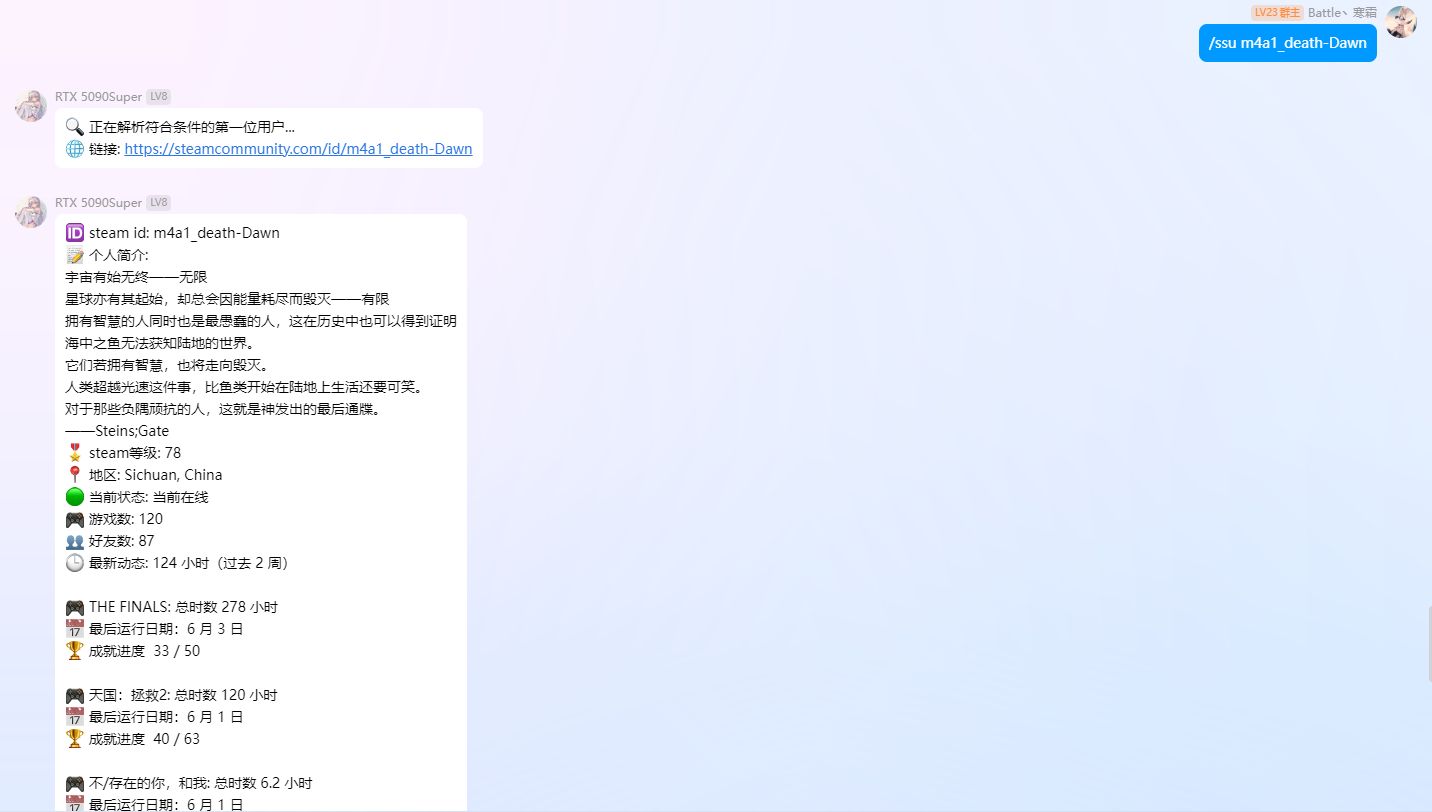 LV23 群主 Battle丶寒霜
/ssu m4a1_death-Dawn
RTX 5090Super LV8
🔍 正在解析符合条件的第一位用户...
🌐 链接: https://steamcommunity.com/id/m4a1_death-Dawn
RTX 5090Super LV8
🆔 steam id: m4a1_death-Dawn
📝 个人简介:
宇宙有始无终——无限
星球亦有其起始，却总会因能量耗尽而毁灭——有限
拥有智慧的人同时也是最愚蠢的人，这在历史中也可以得到证明
海中之鱼无法获知陆地的世界。
它们若拥有智慧，也将走向毁灭。
人类超越光速这件事，比鱼类开始在陆地上生活还要可笑。
对于那些负隅顽抗的人，这就是神发出的最后通牒。
——Steins;Gate
🎖️ steam等级: 78
📍 地区: Sichuan, China
🟢 当前状态: 当前在线
🎮 游戏数: 120
👥 好友数: 87
🕒 最新动态: 124 小时（过去 2 周）
🎮 THE FINALS: 总时数 278 小时
📅 最后运行日期：6 月 3 日
🏆 成就进度  33 / 50
🎮 天国：拯救2: 总时数 120 小时
📅 最后运行日期：6 月 1 日
🏆 成就进度  40 / 63
🎮 不/存在的你，和我: 总时数 6.2 小时
📅 最后运行日期：6 月 1 日